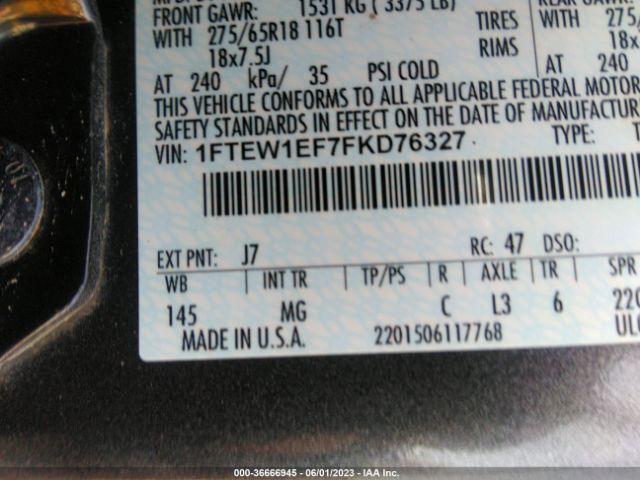 FRONT GAWR: 1531 KG ( 3375 LB)
WITH 275/65R18 116T TIRES WITH 275
18x7.5J RIMS 18x
AT 240 kPa/ 35 PSI COLD AT 240
THIS VEHICLE CONFORMS TO ALL APPLICABLE FEDERAL MOTOR
SAFETY STANDARDS IN EFFECT ON THE DATE OF MANUFACTUR
VIN: 1FTEW1EF7FKD76327 TYPE: T
EXT PNT: J7 RC: 47 DSO:
WB INT TR TP/PS R AXLE TR SPR
145 MG C L3 6 220
MADE IN U.S.A. 2201506117768 UL
000-36666945 - 06/01/2023 - IAA Inc.